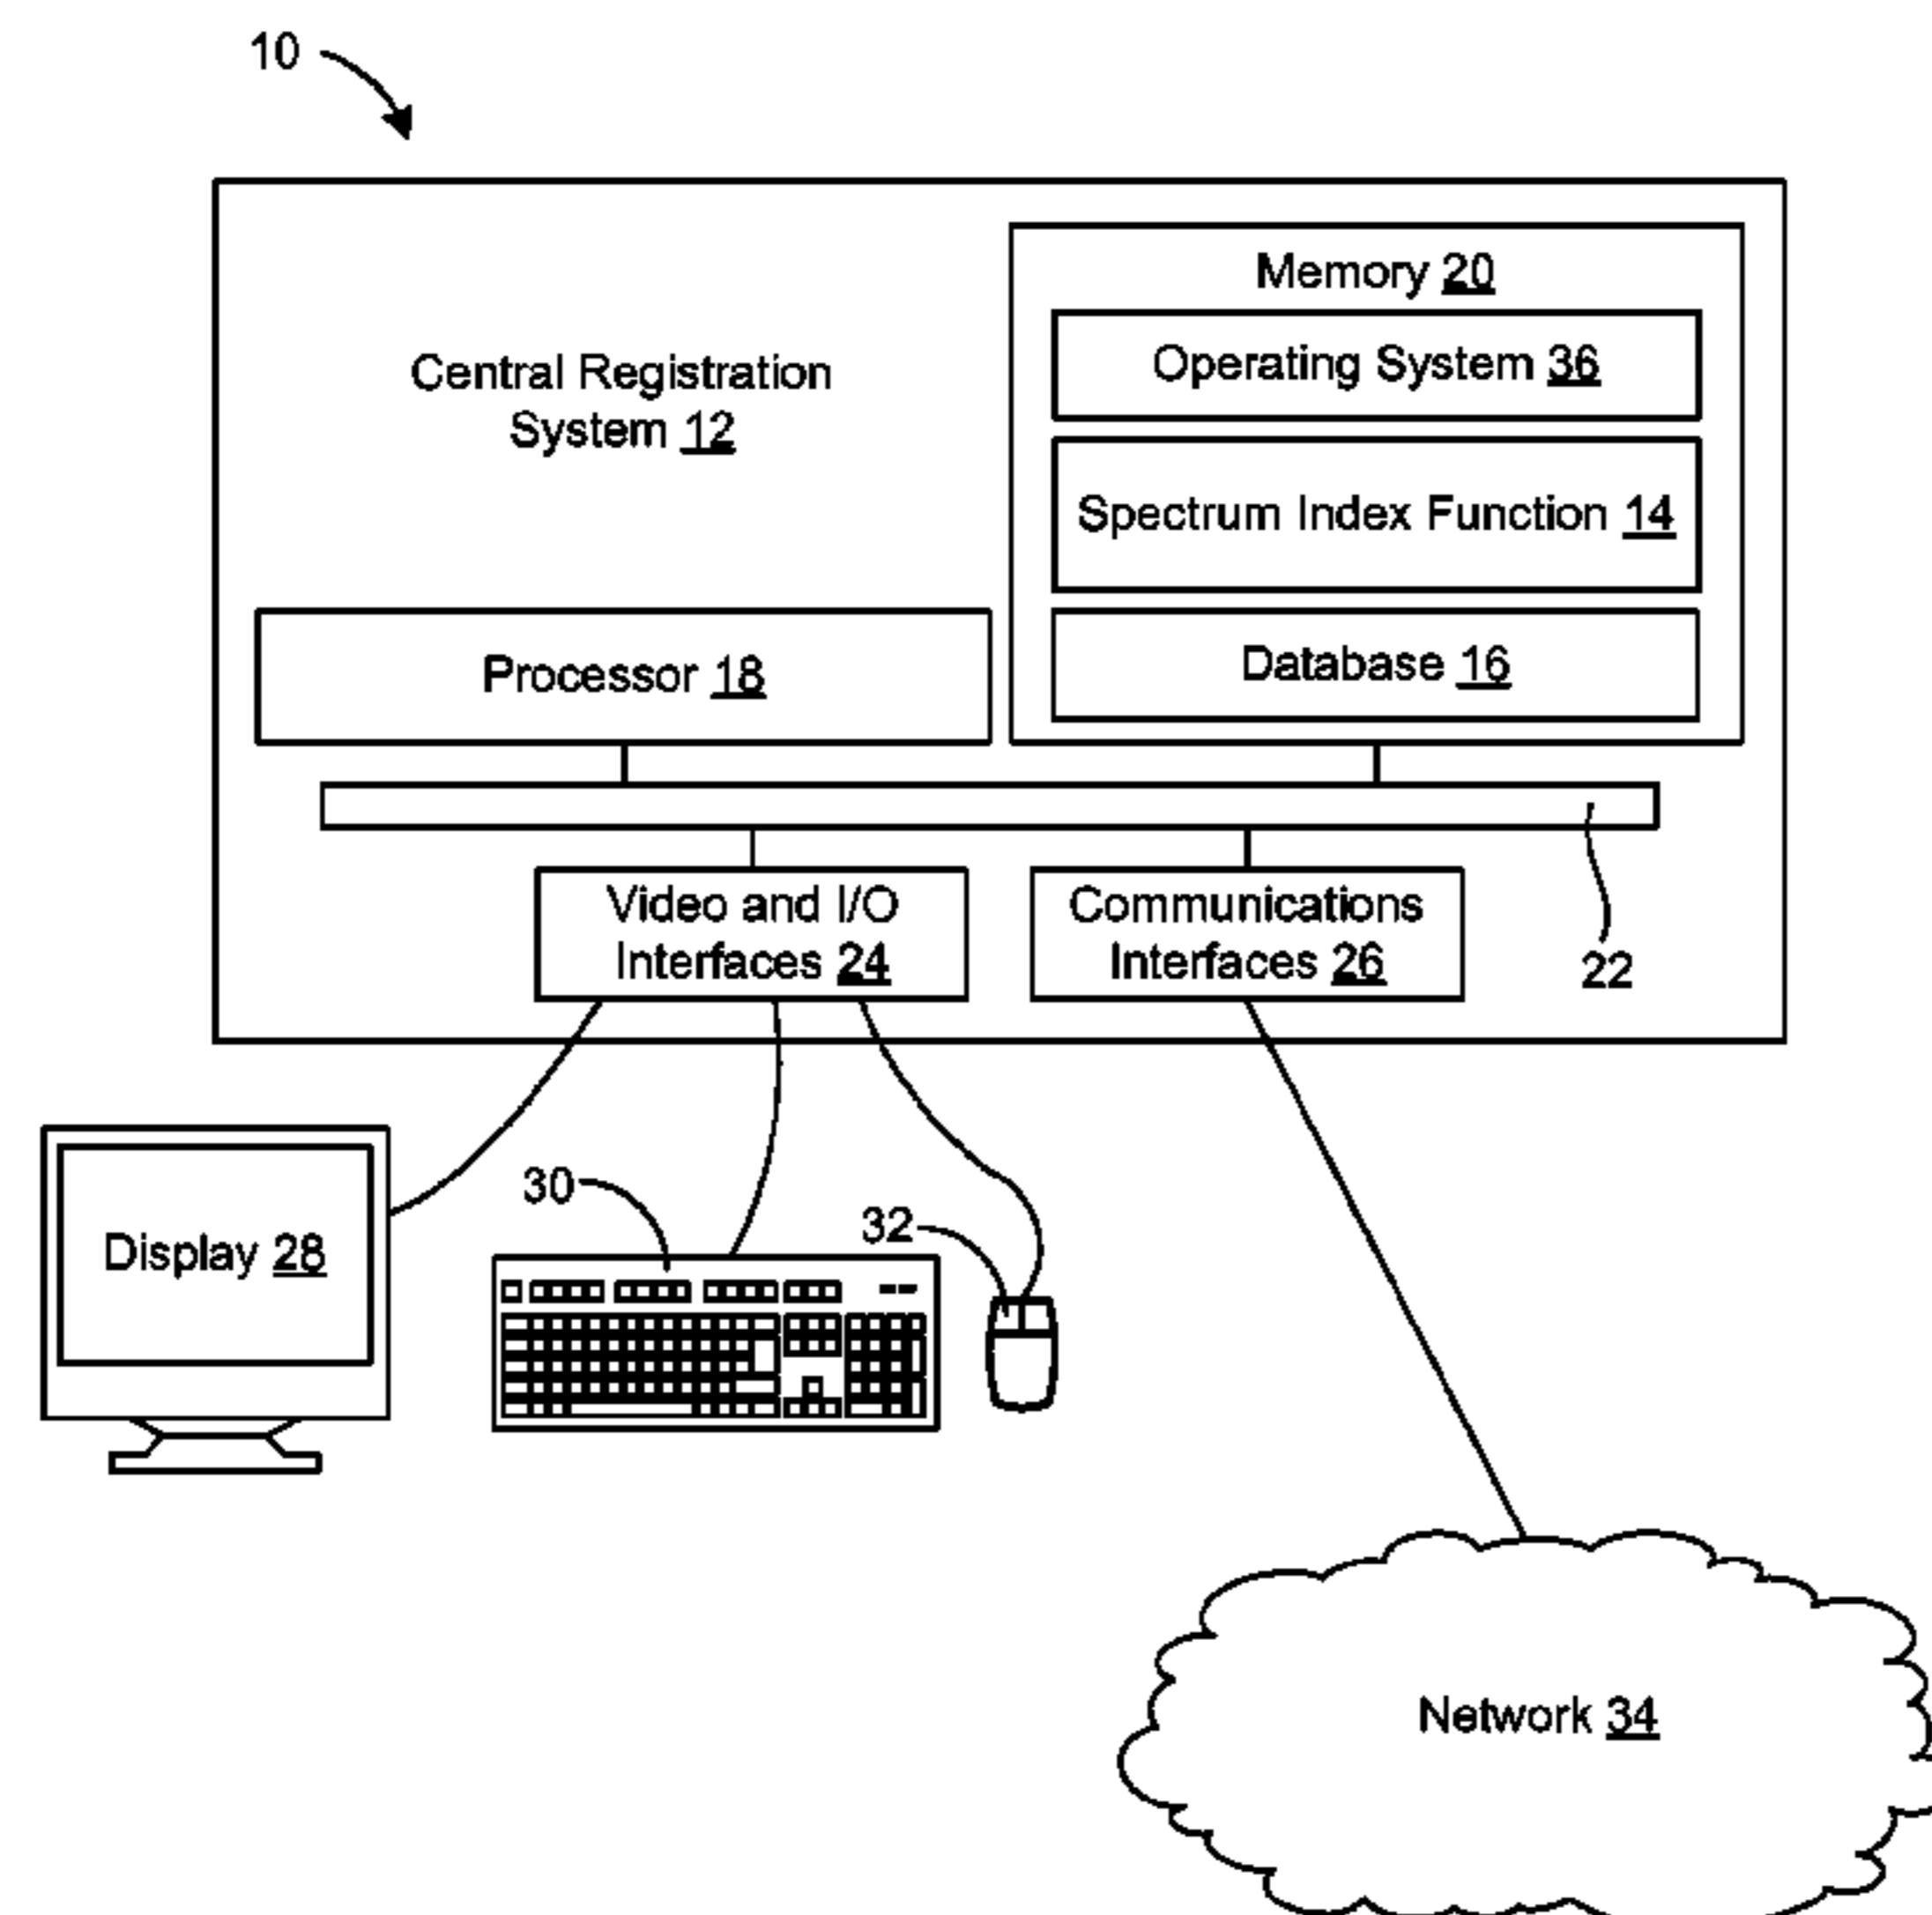 10
Memory 20
Operating System 36
Central Registration
System 12
Spectrum Index Function 14
Processor 18
Database 16
Video and I/O
Interfaces 24
Communications
Interfaces 26
22
30
32
Display 28
Network 34